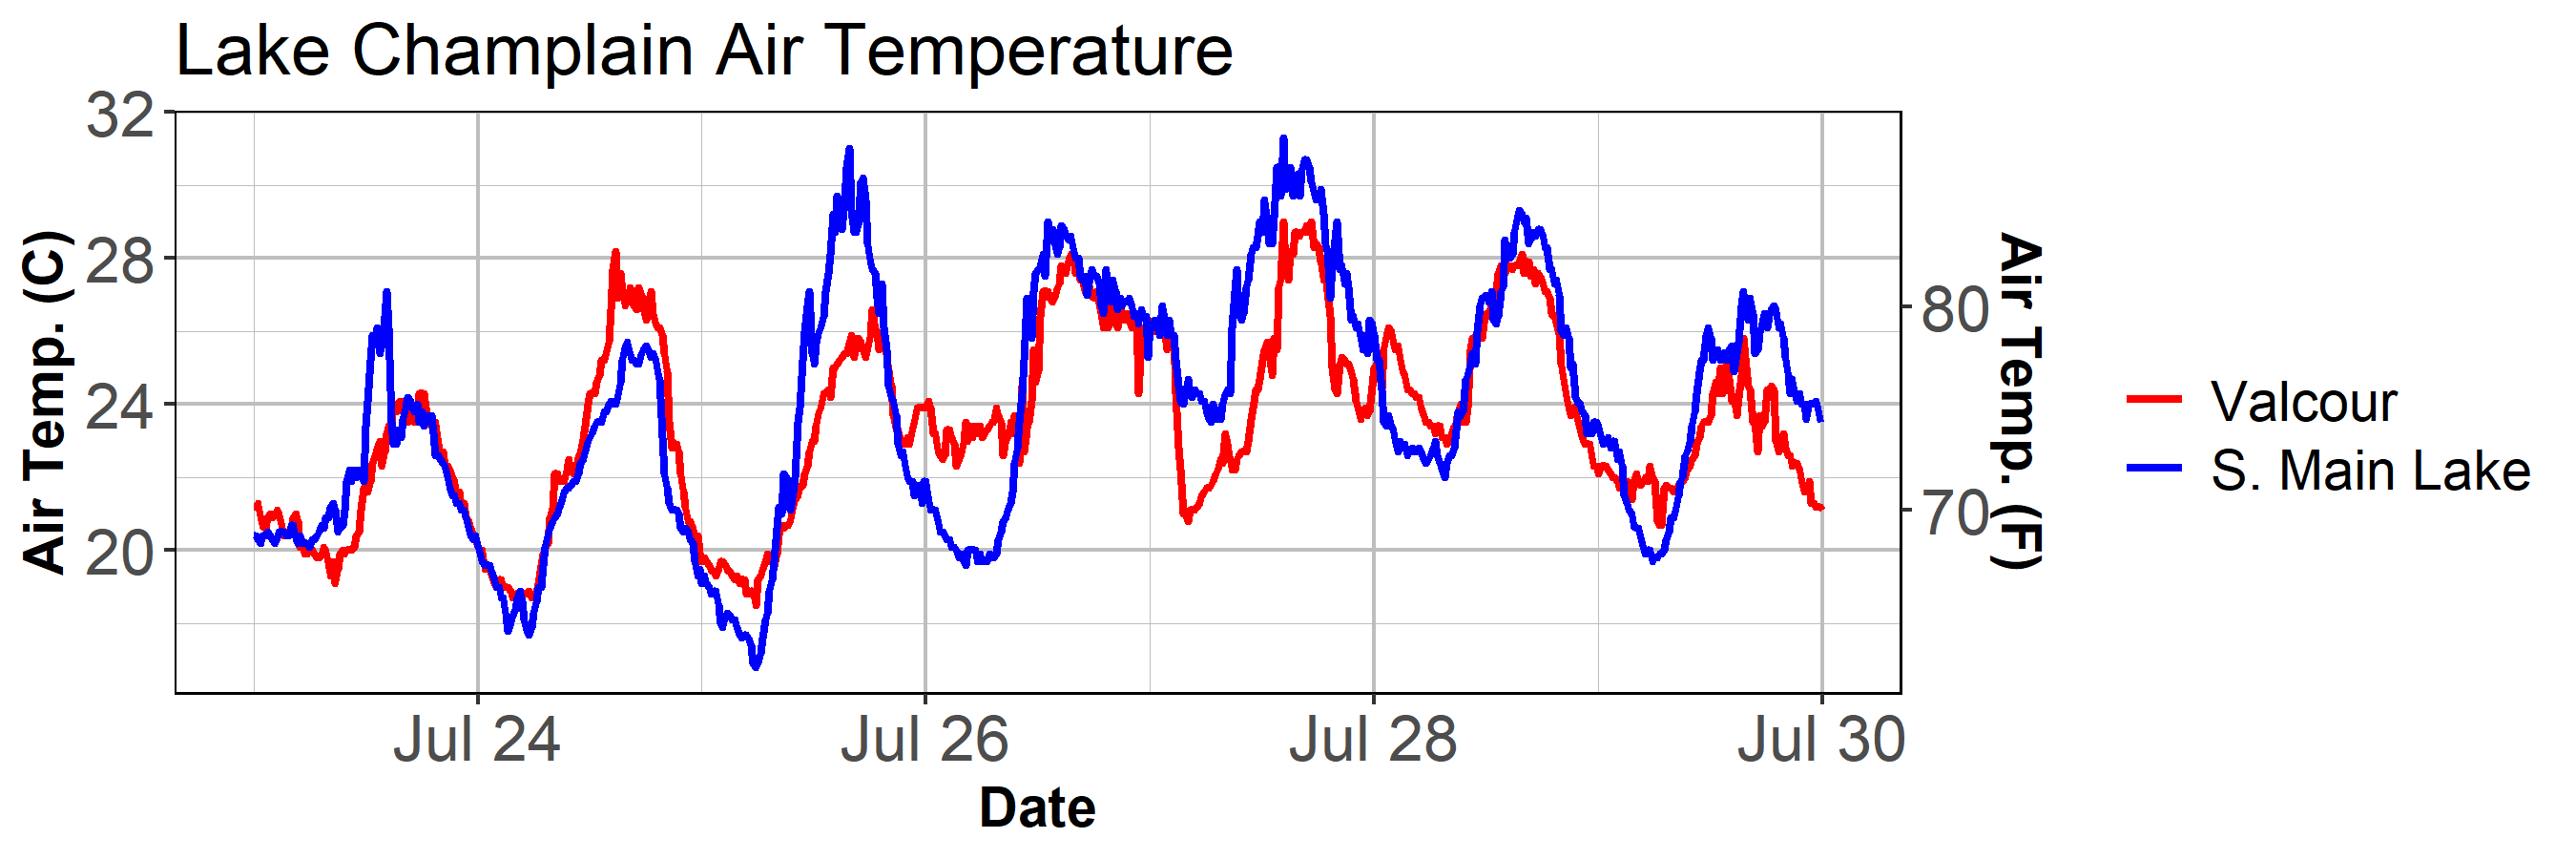 Lake Champlain Air Temperature
Air Temp. (C)
32
28
24
20
Jul 24
Jul 26
Jul 28
Jul 30
Date
80
70
Air Temp. (F)
Valcour
S. Main Lake